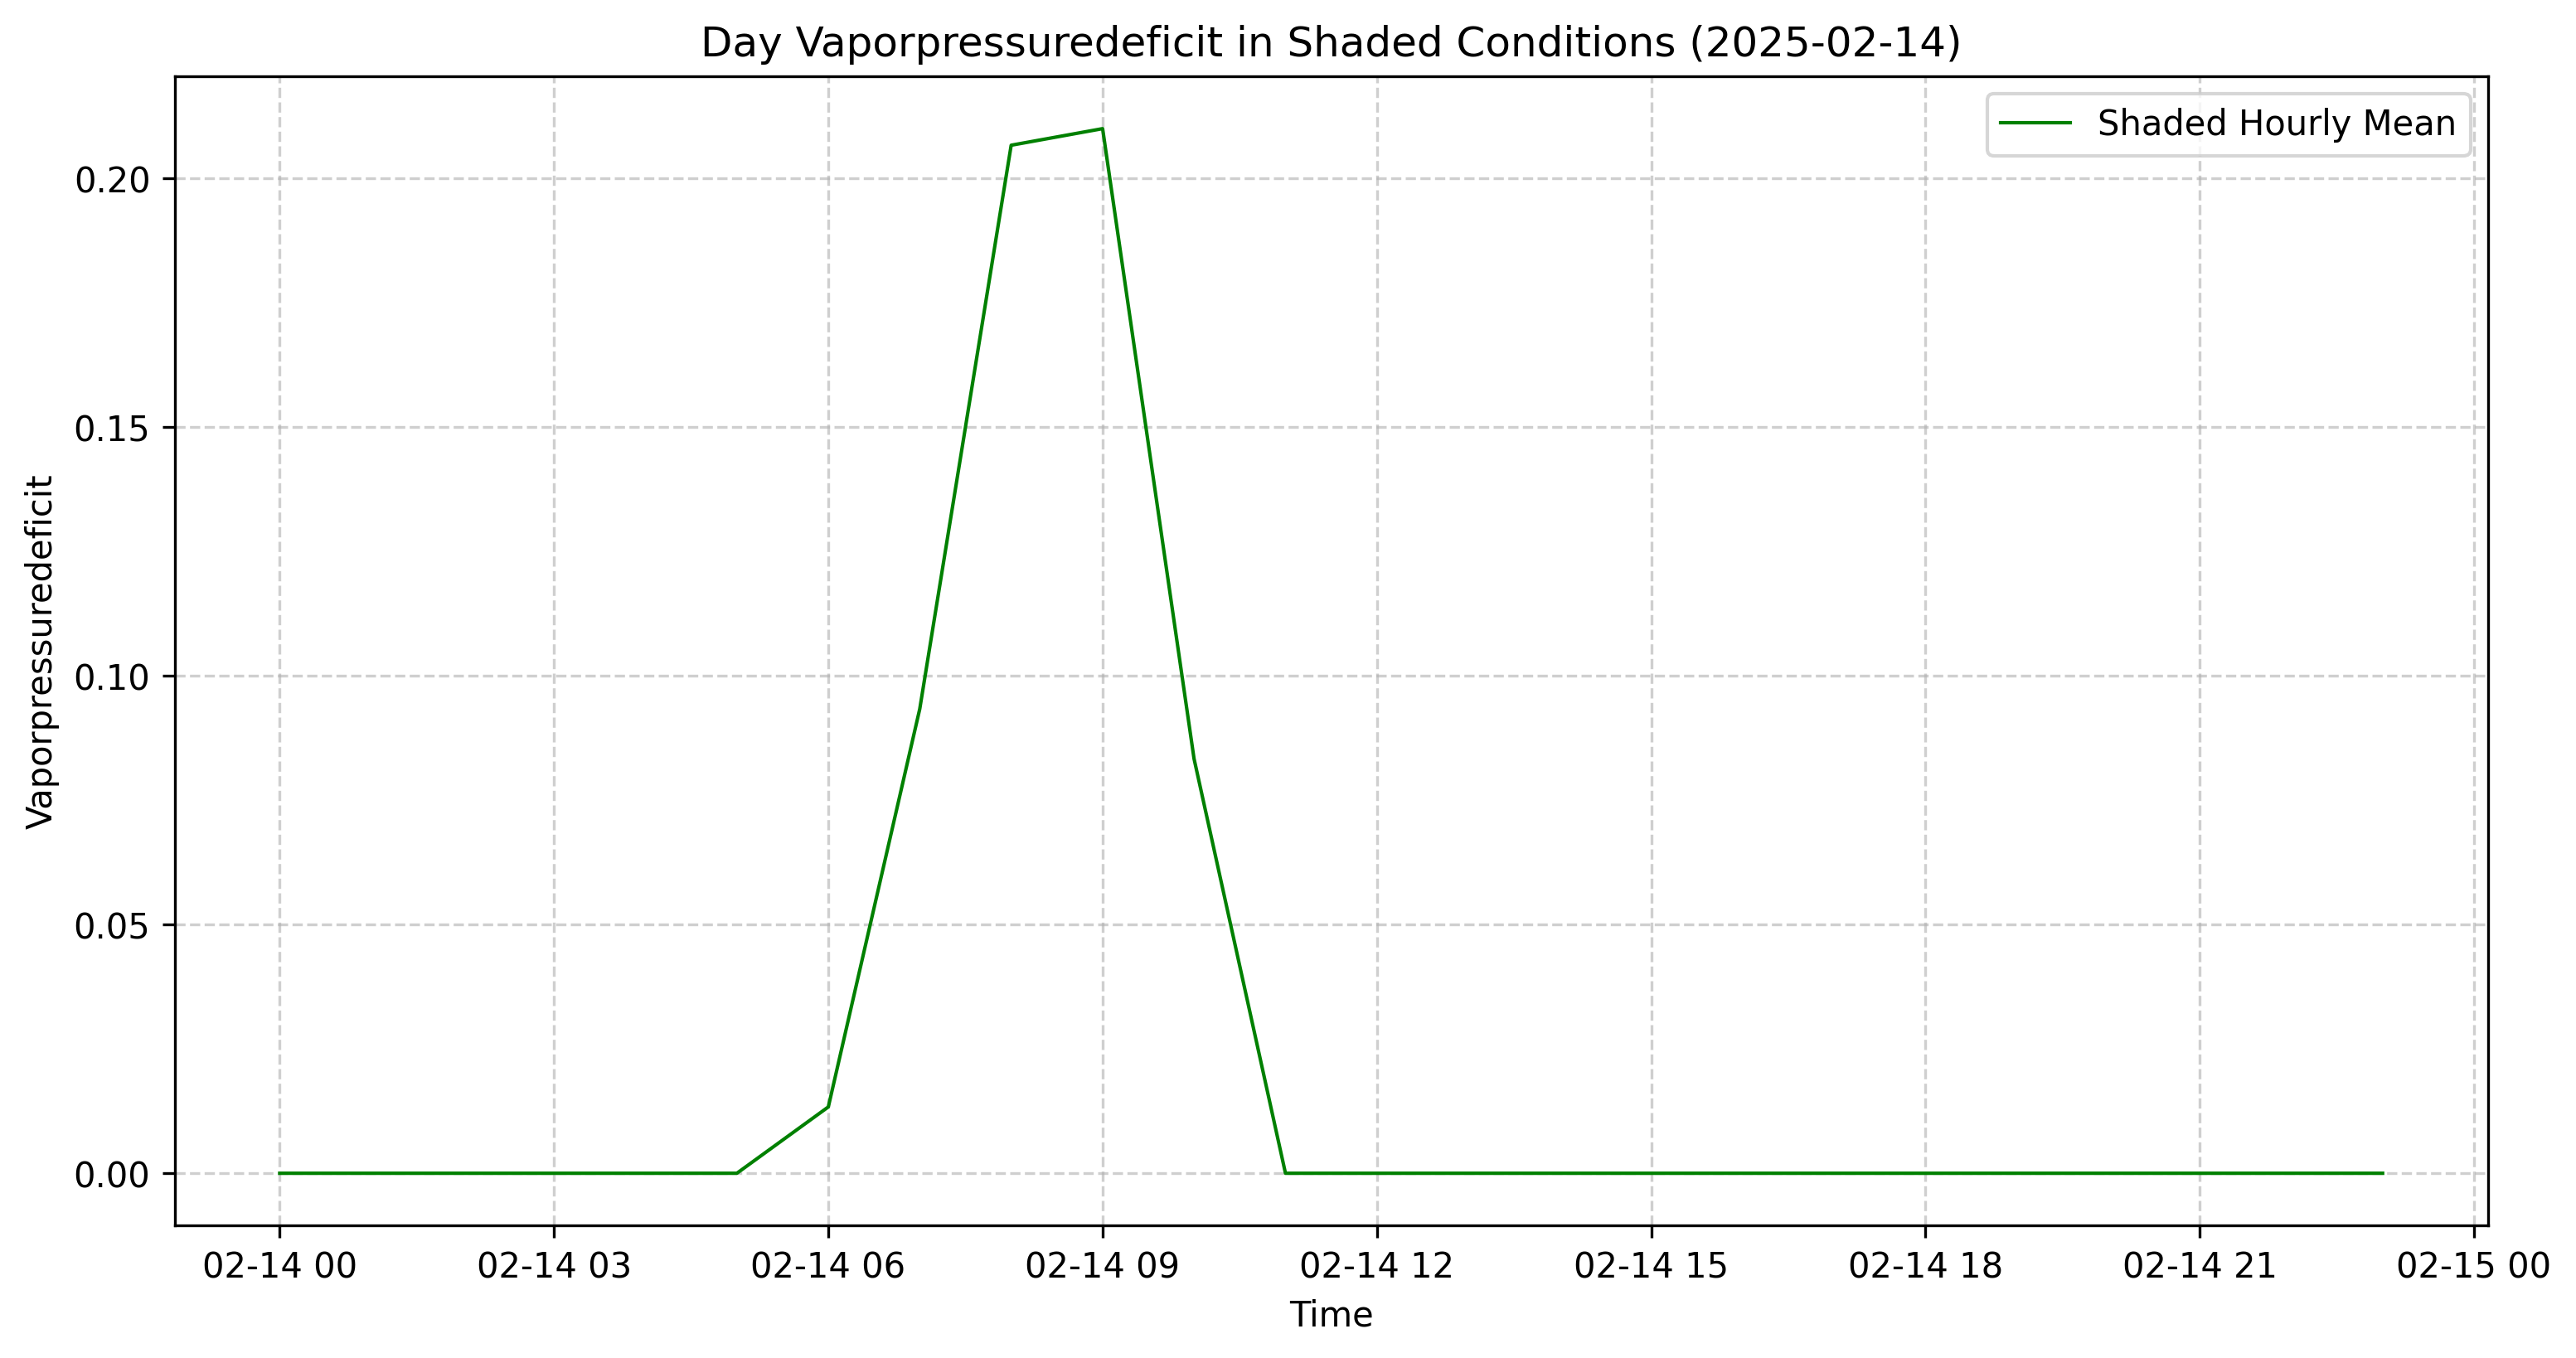 Day Vaporpressuredeficit in Shaded Conditions (2025-02-14)
Shaded Hourly Mean
Vaporpressuredeficit
0.20
0.15
0.10
0.05
0.00
02-14 00 02-14 03 02-14 06 02-14 09 02-14 12 02-14 15 02-14 18 02-14 21 02-15 00
Time